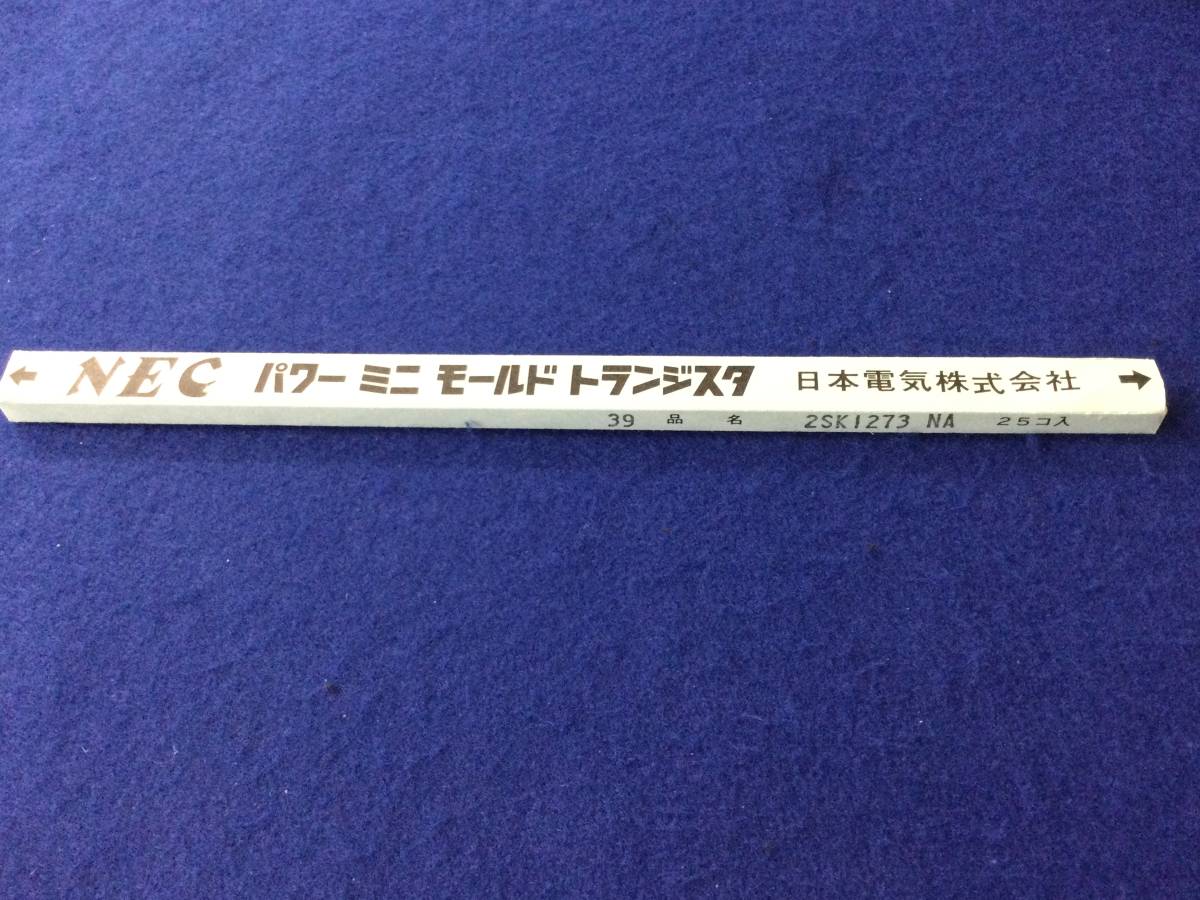 ← NEC パワー ミニ モールド トランジスタ 日本電気株式会社 →
39 品 名 2SK1273 NA 25コ入